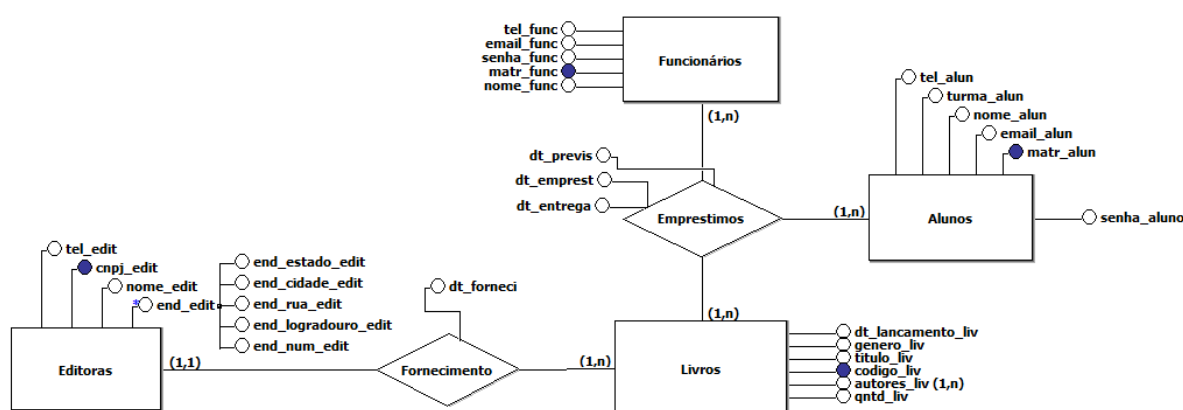 tel_func
email_func
senha_func
matr_func
nome_func
Funcionários
(1,n)
tel_alun
turma_alun
nome_alun
email_alun
matr_alun
dt_previs
dt_emprest
dt_entrega
Emprestimos
(1,n)
Alunos
senha_aluno
tel_edit
cnpj_edit
nome_edit
* end_edit
end_estado_edit
end_cidade_edit
end_rua_edit
end_logradouro_edit
end_num_edit
dt_forneci
(1,n)
Editoras
(1,1)
Fornecimento
(1,n)
Livros
dt_lancamento_liv
genero_liv
titulo_liv
codigo_liv
autores_liv (1,n)
qntd_liv